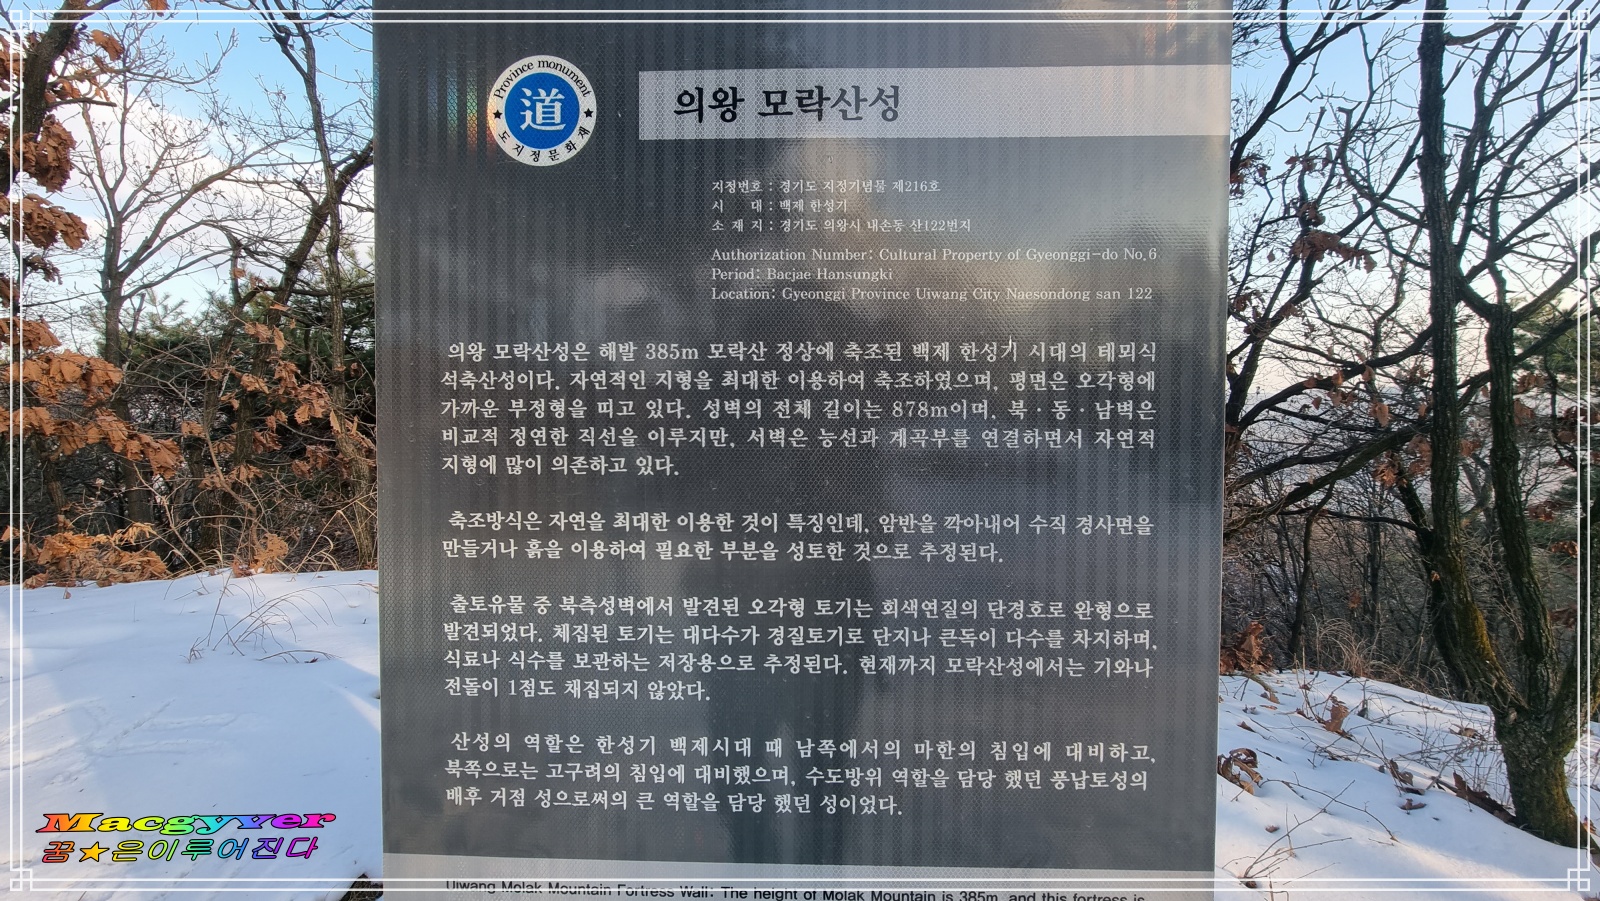 Province monument
道
도지정문화재
의왕 모락산성
지정번호 : 경기도 지정기념물 제216호
시 대 : 백제 한성기
소 재 지 : 경기도 의왕시 내손동 산122번지
Authorization Number: Cultural Property of Gyeonggi-do No.6
Period: Bacjae Hansungki
Location: Gyeonggi Province Uiwang City Naesondong san 122
의왕 모락산성은 해발 385m 모락산 정상에 축조된 백제 한성기 시대의 테뫼식
석축산성이다. 자연적인 지형을 최대한 이용하여 축조하였으며, 평면은 오각형에
가까운 부정형을 띠고 있다. 성벽의 전체 길이는 878m이며, 북·동·남벽은
비교적 정연한 직선을 이루지만, 서벽은 능선과 계곡부를 연결하면서 자연적
지형에 많이 의존하고 있다.
축조방식은 자연을 최대한 이용한 것이 특징인데, 암반을 깍아내어 수직 경사면을
만들거나 흙을 이용하여 필요한 부분을 성토한 것으로 추정된다.
출토유물 중 북측성벽에서 발견된 오각형 토기는 회색연질의 단경호로 완형으로
발견되었다. 채집된 토기는 대다수가 경질토기로 단지나 큰독이 다수를 차지하며,
식료나 식수를 보관하는 저장용으로 추정된다. 현재까지 모락산성에서는 기와나
전돌이 1점도 채집되지 않았다.
산성의 역할은 한성기 백제시대 때 남쪽에서의 마한의 침입에 대비하고,
북쪽으로는 고구려의 침입에 대비했으며, 수도방위 역할을 담당 했던 풍납토성의
배후 거점 성으로써의 큰 역할을 담당 했던 성이었다.
Uiwang Molak Mountain Fortress Wall: The height of Molak Mountain is 385m, and this fortress is
Macgyver
꿈★은이루어진다